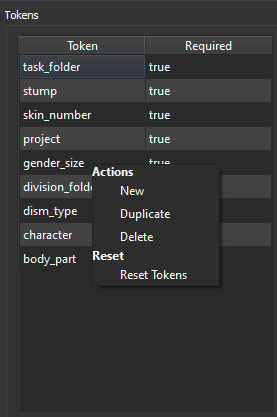 Tokens
Token Required
task_folder true
stump true
skin_number true
project true
gender_size true
Actions
division_folde
New
dism_type
Duplicate
character
Delete
Reset
body_part
Reset Tokens